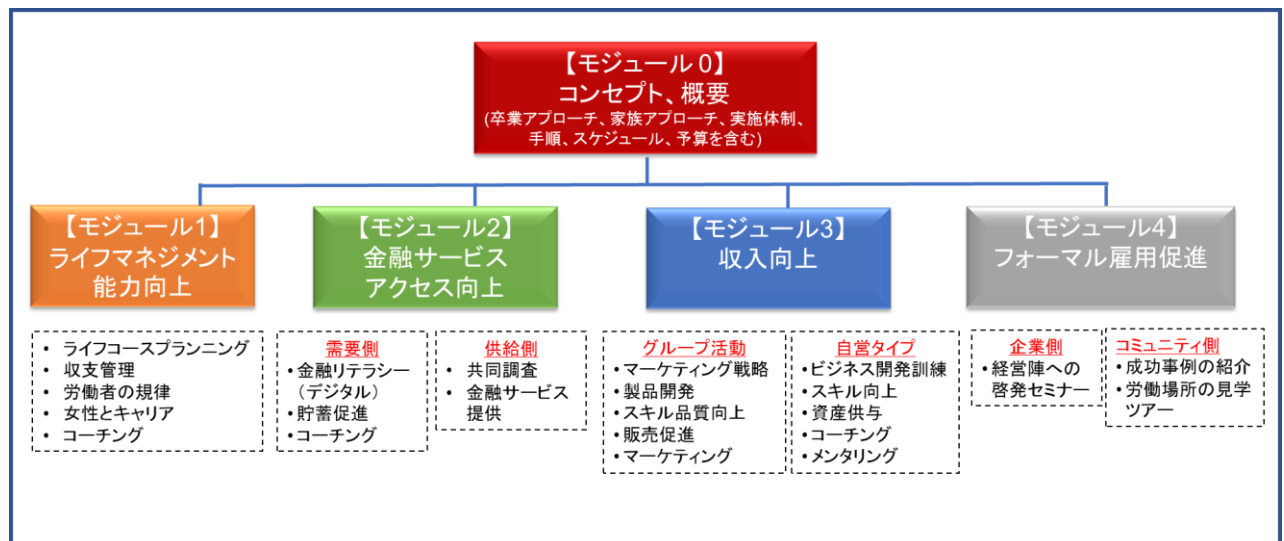 【モジュール 0】
コンセプト、概要
(卒業アプローチ、家族アプローチ、実施体制、
手順、スケジュール、予算を含む)
【モジュール1】
ライフマネジメント
能力向上
【モジュール2】
金融サービス
アクセス向上
【モジュール3】
収入向上
【モジュール4】
フォーマル雇用促進
• ライフコースプランニング
• 収支管理
• 労働者の規律
• 女性とキャリア
• コーチング
需要側
•金融リテラシー
（デジタル）
•貯蓄促進
•コーチング
供給側
• 共同調査
• 金融サービス
提供
グループ活動
•マーケティング戦略
•製品開発
•スキル品質向上
•販売促進
•マーケティング
自営タイプ
•ビジネス開発訓練
•スキル向上
•資産供与
•コーチング
•メンタリング
企業側
•経営陣への
啓発セミナー
コミュニティ側
•成功事例の紹介
•労働場所の見学
ツアー